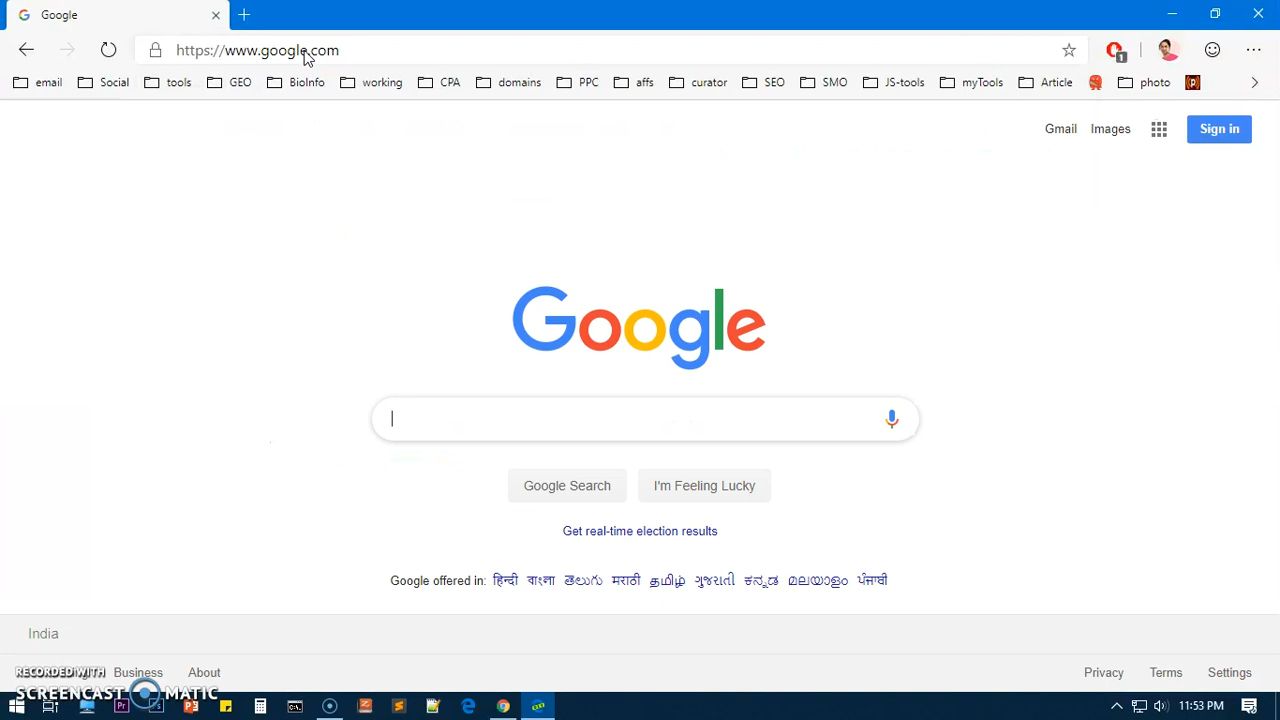 Google
https://www.google.com
email Social tools GEO BioInfo working CPA domains PPC affs curator SEO SMO JS-tools myTools Article photo
1
Gmail Images Sign in
Google
Google Search I'm Feeling Lucky
Get real-time election results
Google offered in: हिन्दी বাংলা తెలుగు मराठी தமிழ் ગુજરાતી ಕನ್ನಡ മലയാളം ਪੰਜਾਬੀ
India
Business About Privacy Terms Settings
RECORDED WITH
SCREENCAST MATIC
11:53 PM